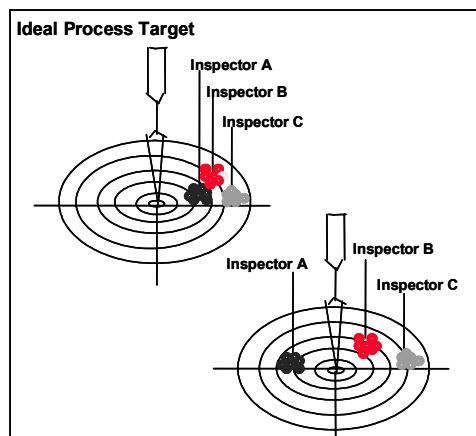 Ideal Process Target
Inspector A
Inspector B
Inspector C
Inspector B
Inspector A
Inspector C